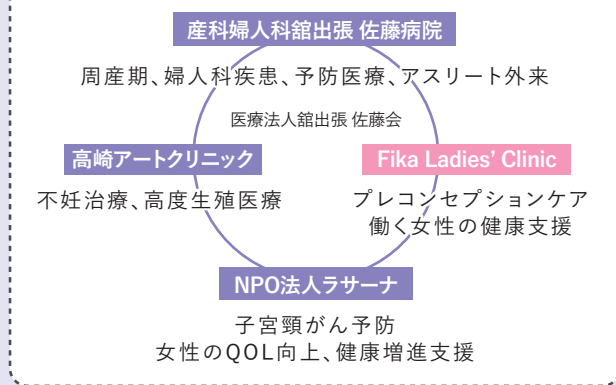 産科婦人科舘出張 佐藤病院
周産期、婦人科疾患、予防医療、アスリート外来
医療法人舘出張 佐藤会
高崎アートクリニック
不妊治療、高度生殖医療
Fika Ladies’ Clinic
プレコンセプションケア
働く女性の健康支援
NPO法人ラサーナ
子宮頸がん予防
女性のQOL向上、健康増進支援